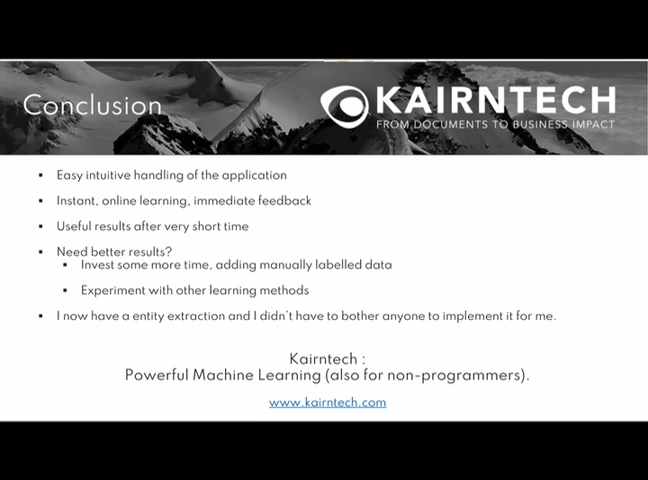 Conclusion
KAIRNTECH
FROM DOCUMENTS TO BUSINESS IMPACT
▪ Easy intuitive handling of the application
▪ Instant, online learning, immediate feedback
▪ Useful results after very short time
▪ Need better results?
▪ Invest some more time, adding manually labelled data
▪ Experiment with other learning methods
▪ I now have a entity extraction and I didn't have to bother anyone to implement it for me.
Kairntech :
Powerful Machine Learning (also for non-programmers).
www.kairntech.com